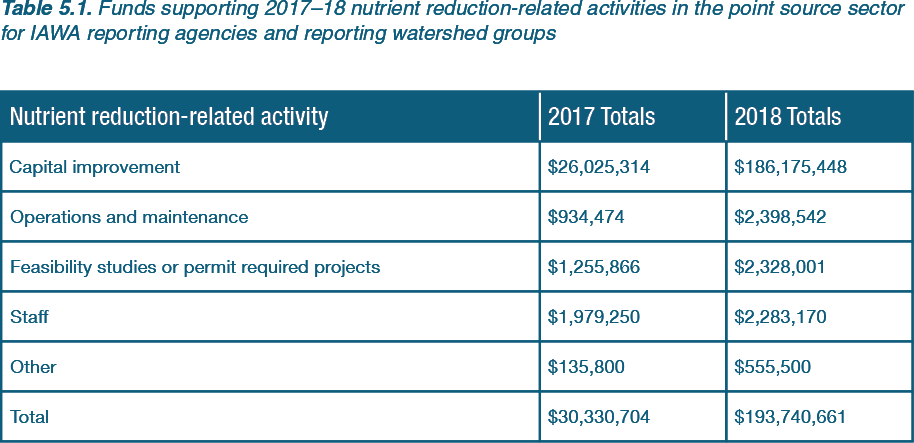 Table 5.1. Funds supporting 2017–18 nutrient reduction-related activities in the point source sector
for IAWA reporting agencies and reporting watershed groups
Nutrient reduction-related activity 2017 Totals 2018 Totals
Capital improvement $26,025,314 $186,175,448
Operations and maintenance $934,474 $2,398,542
Feasibility studies or permit required projects $1,255,866 $2,328,001
Staff $1,979,250 $2,283,170
Other $135,800 $555,500
Total $30,330,704 $193,740,661